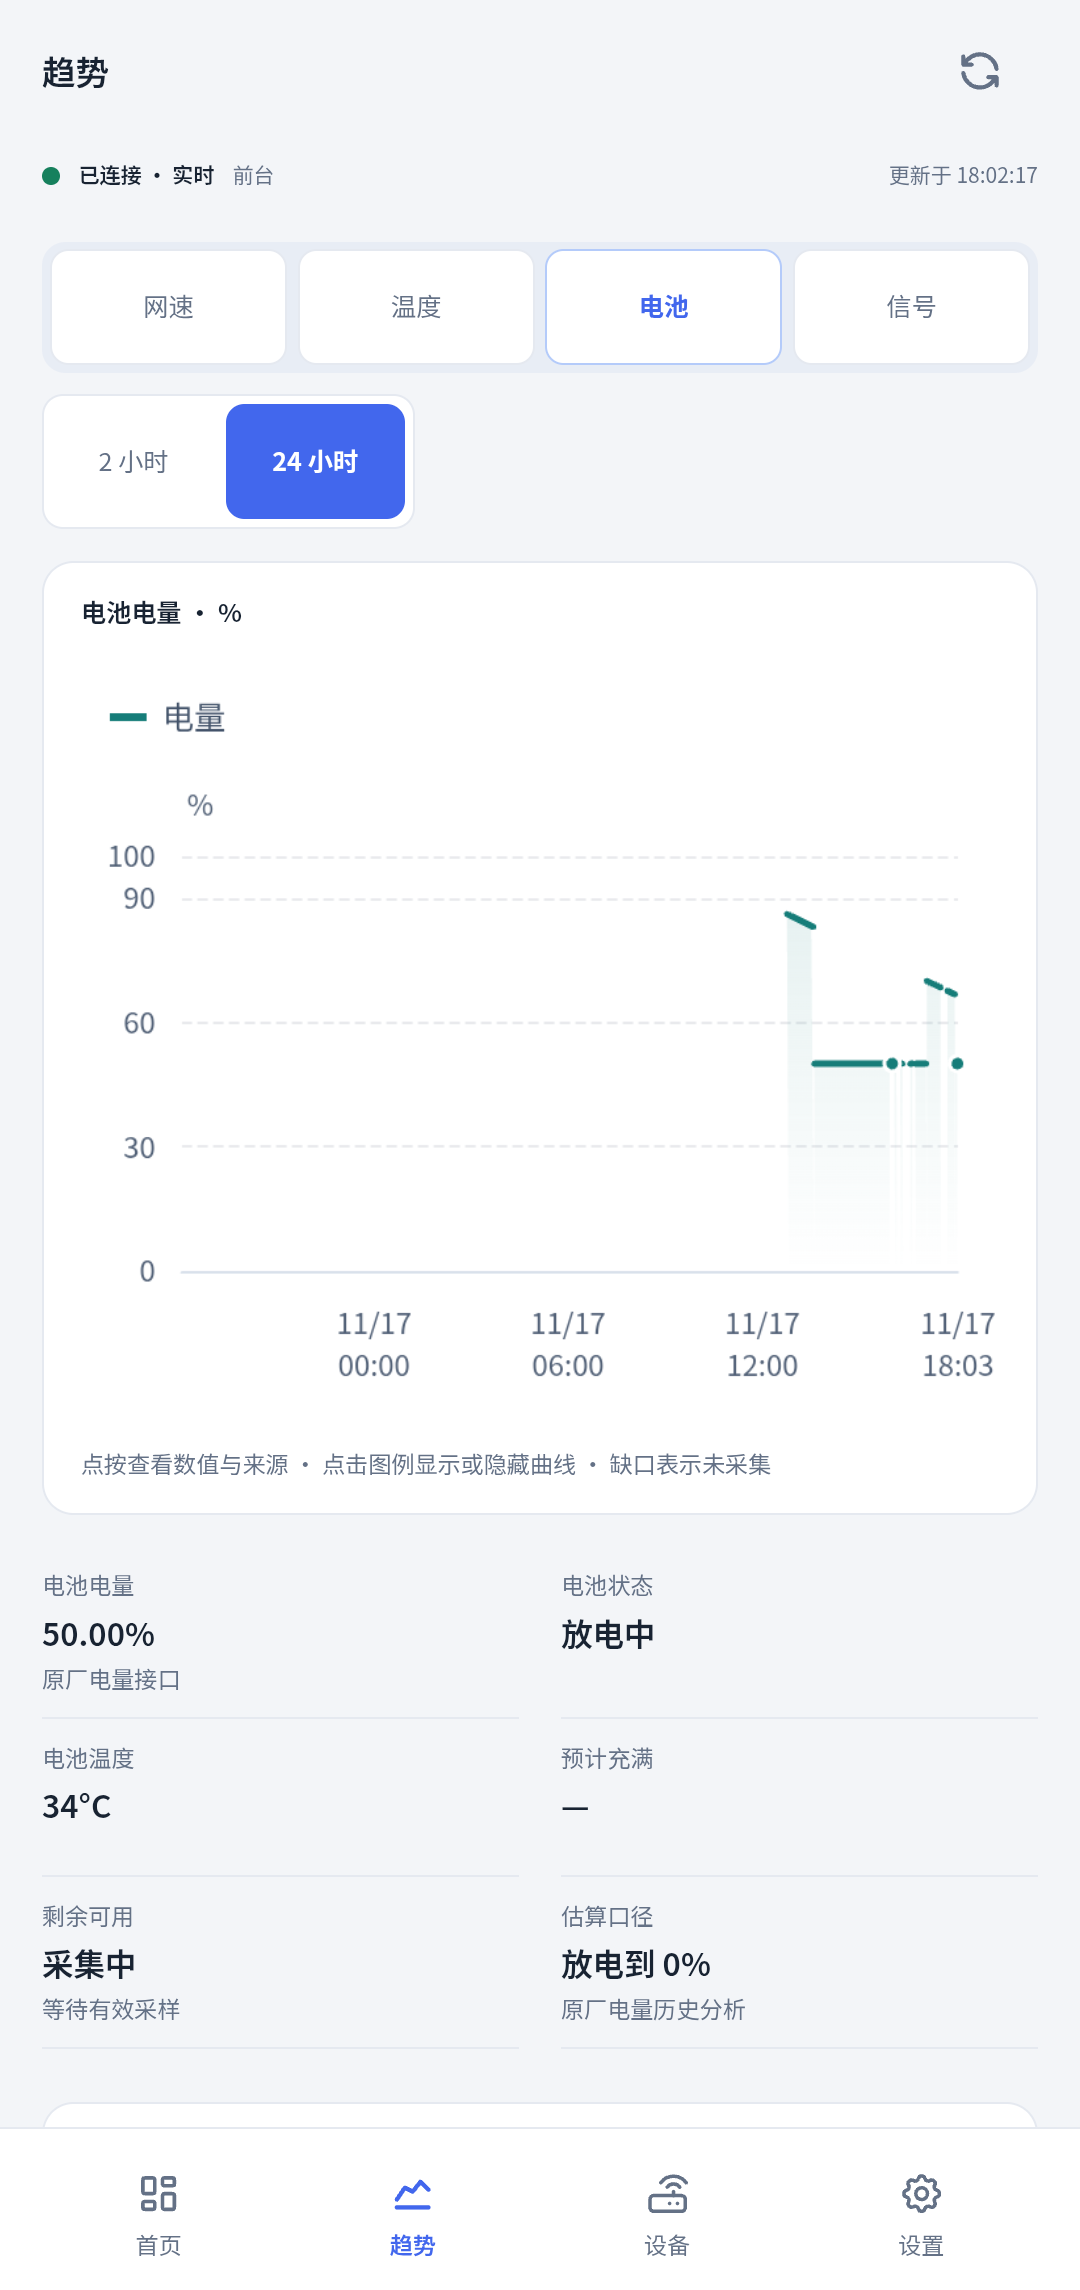 趋势
已连接 · 实时 前台 更新于 18:02:17
网速 温度 电池 信号
2 小时 24 小时
电池电量 · %
电量
%
100
90
60
30
0
11/17 11/17 11/17 11/17
00:00 06:00 12:00 18:03
点按查看数值与来源 · 点击图例显示或隐藏曲线 · 缺口表示未采集
电池电量 电池状态
50.00% 放电中
原厂电量接口
电池温度 预计充满
34°C —
剩余可用 估算口径
采集中 放电到 0%
等待有效采样 原厂电量历史分析
首页 趋势 设备 设置